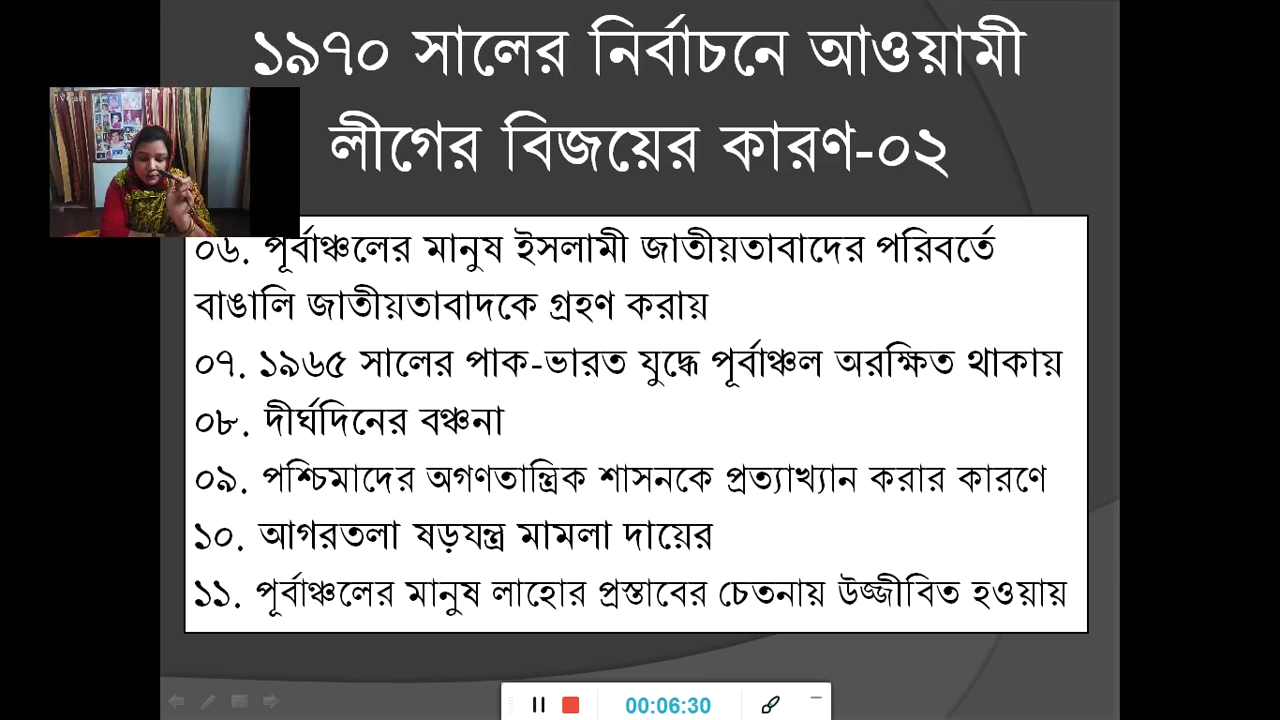 ১৯৭০ সালের নির্বাচনে আওয়ামী
লীগের বিজয়ের কারণ-০২
০৬. পূর্বাঞ্চলের মানুষ ইসলামী জাতীয়তাবাদের পরিবর্তে
বাঙালি জাতীয়তাবাদকে গ্রহণ করায়
০৭. ১৯৬৫ সালের পাক-ভারত যুদ্ধে পূর্বাঞ্চল অরক্ষিত থাকায়
০৮. দীর্ঘদিনের বঞ্চনা
০৯. পশ্চিমাদের অগণতান্ত্রিক শাসনকে প্রত্যাখ্যান করার কারণে
১০. আগরতলা ষড়যন্ত্র মামলা দায়ের
১১. পূর্বাঞ্চলের মানুষ লাহোর প্রস্তাবের চেতনায় উজ্জীবিত হওয়ায়
00:06:30